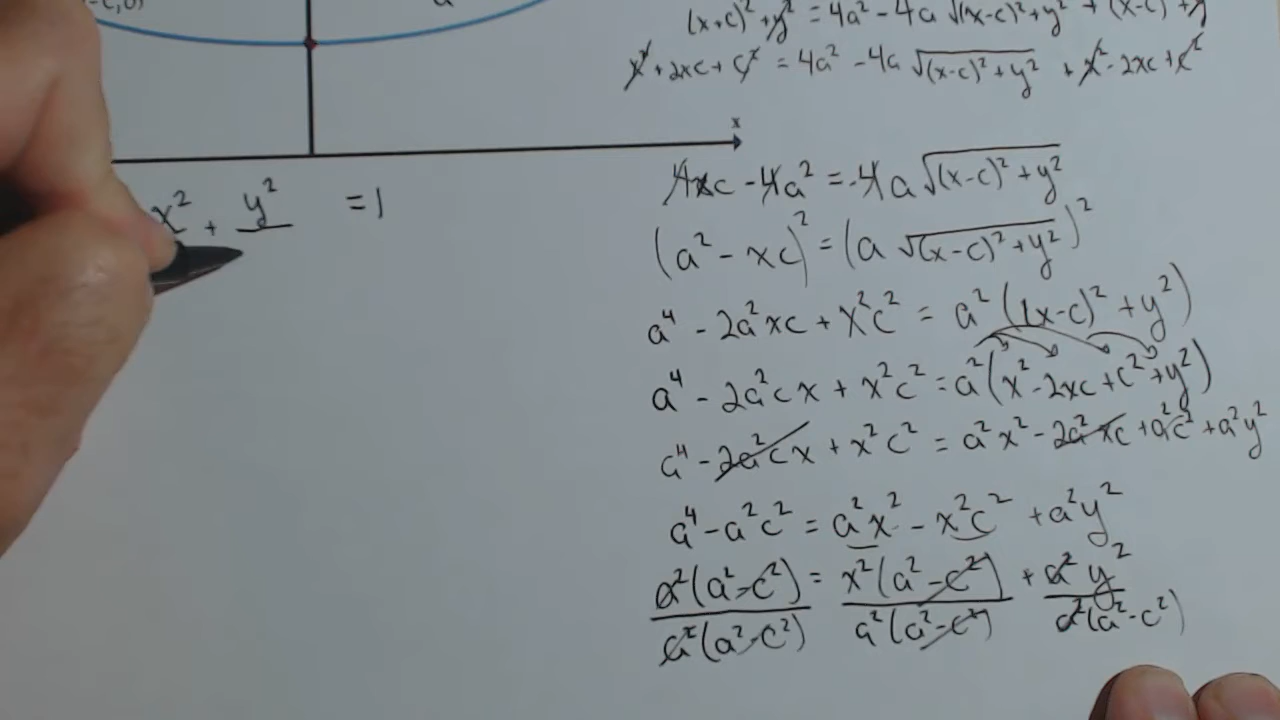 -c,0)
a
(x+c)² + y² = 4a² - 4a √(x-c)² + y² + (x-c)² + y²
x² + 2xc + c² = 4a² - 4a √(x-c)² + y² + x² - 2xc + c²
x
4xc - 4a² = -4a √(x-c)² + y²
x² + y² = 1
(a² - xc)² = (a √(x-c)² + y²)²
a⁴ - 2a²xc + x²c² = a² ((x-c)² + y²)
a⁴ - 2a²cx + x²c² = a² (x² - 2xc + c² + y²)
a⁴ - 2a²cx + x²c² = a²x² - 2a²xc + a²c² + a²y²
a⁴ - a²c² = a²x² - x²c² + a²y²
a²(a² - c²) = x²(a² - c²) + a²y²
a²(a² - c²) a²(a² - c²) a²(a² - c²)